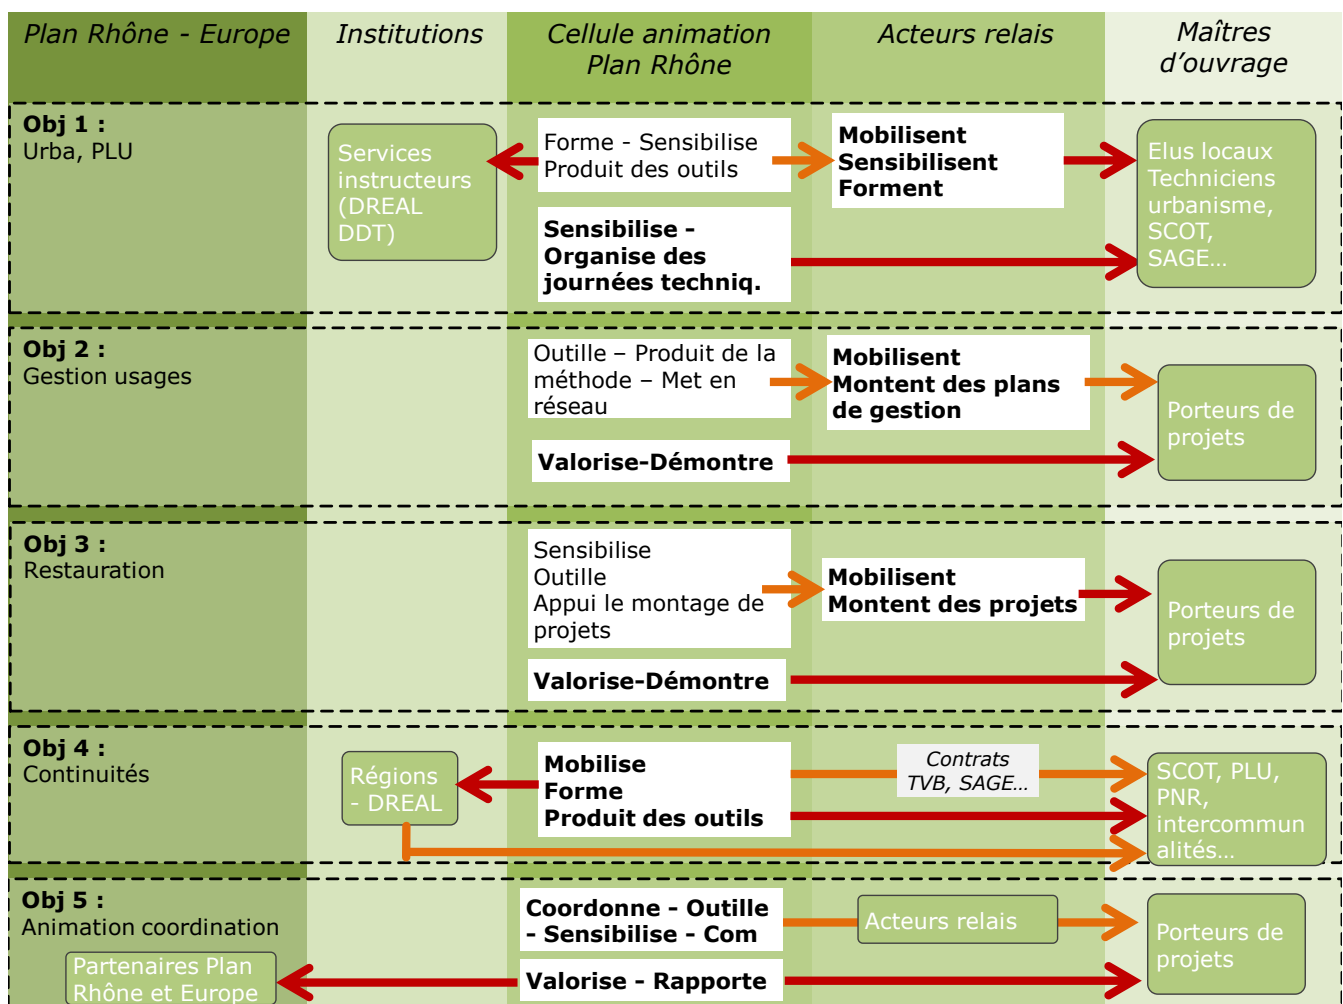 Plan Rhône - Europe
Institutions
Cellule animation
Plan Rhône
Acteurs relais
Maîtres
d’ouvrage
Obj 1 :
Urba, PLU
Services
instructeurs
(DREAL
DDT)
Forme - Sensibilise
Produit des outils
Mobilisent
Sensibilisent
Forment
Elus locaux
Techniciens
urbanisme,
SCOT,
SAGE…
Sensibilise -
Organise des
journées techniq.
Obj 2 :
Gestion usages
Outille – Produit de la
méthode – Met en
réseau
Mobilisent
Montent des plans
de gestion
Porteurs de
projets
Valorise-Démontre
Obj 3 :
Restauration
Sensibilise
Outille
Appui le montage de
projets
Mobilisent
Montent des projets
Porteurs de
projets
Valorise-Démontre
Obj 4 :
Continuités
Régions
- DREAL
Mobilise
Forme
Produit des outils
Contrats
TVB, SAGE…
SCOT, PLU,
PNR,
intercommun
alités…
Obj 5 :
Animation coordination
Coordonne - Outille
- Sensibilise - Com
Acteurs relais
Porteurs de
projets
Partenaires Plan
Rhône et Europe
Valorise - Rapporte